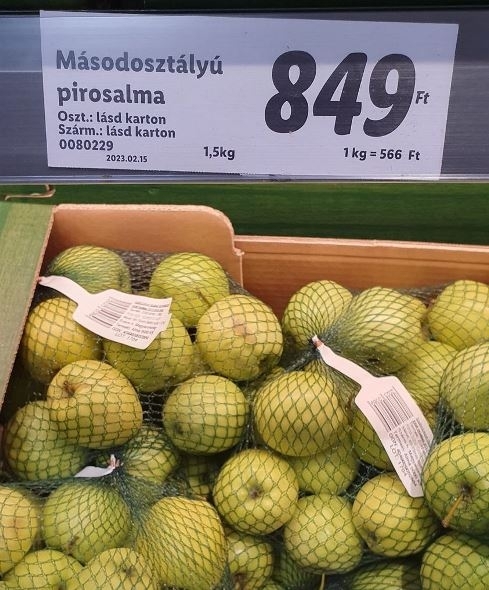 Másodosztályú
pirosalma
Oszt.: lásd karton
Szárm.: lásd karton
0080229
2023.02.15
1,5kg
849 Ft
1 kg = 566 Ft